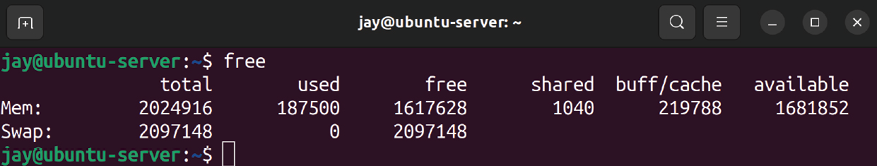 jay@ubuntu-server: ~
jay@ubuntu-server:~$ free
total used free shared buff/cache available
Mem: 2024916 187500 1617628 1040 219788 1681852
Swap: 2097148 0 2097148
jay@ubuntu-server:~$